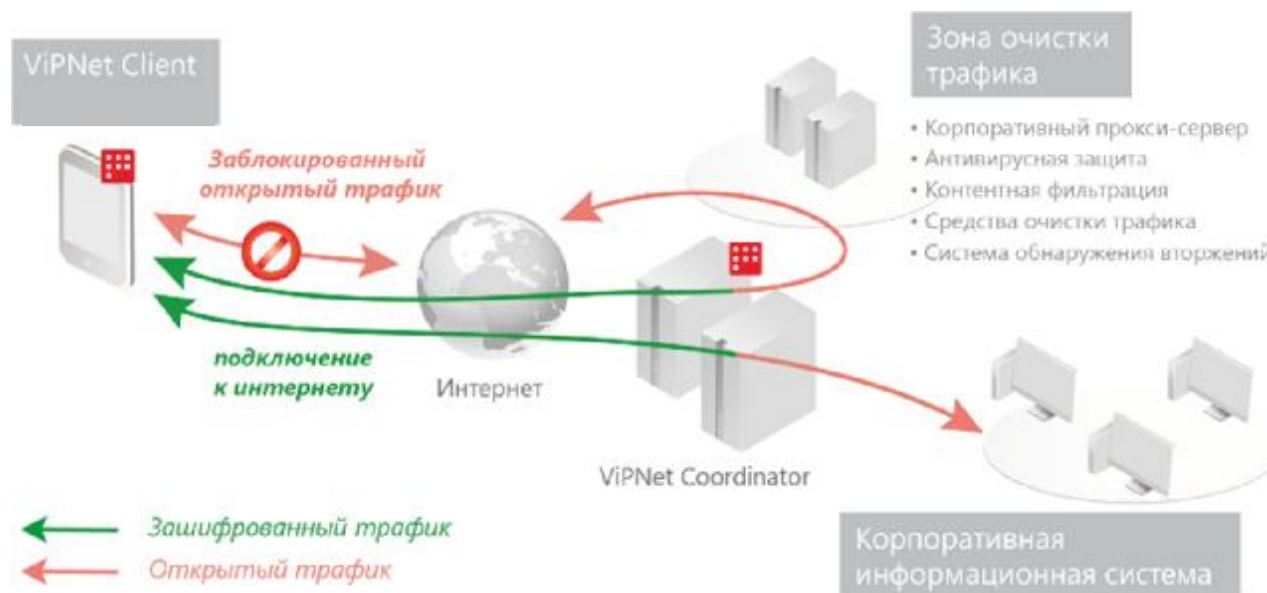 ViPNet Client
Зона очистки
трафика
• Корпоративный прокси-сервер
• Антивирусная защита
• Контентная фильтрация
• Средства очистки трафика
• Система обнаружения вторжений
Заблокированный
открытый трафик
подключение
к интернету
Интернет
ViPNet Coordinator
Зашифрованный трафик
Открытый трафик
Корпоративная
информационная система